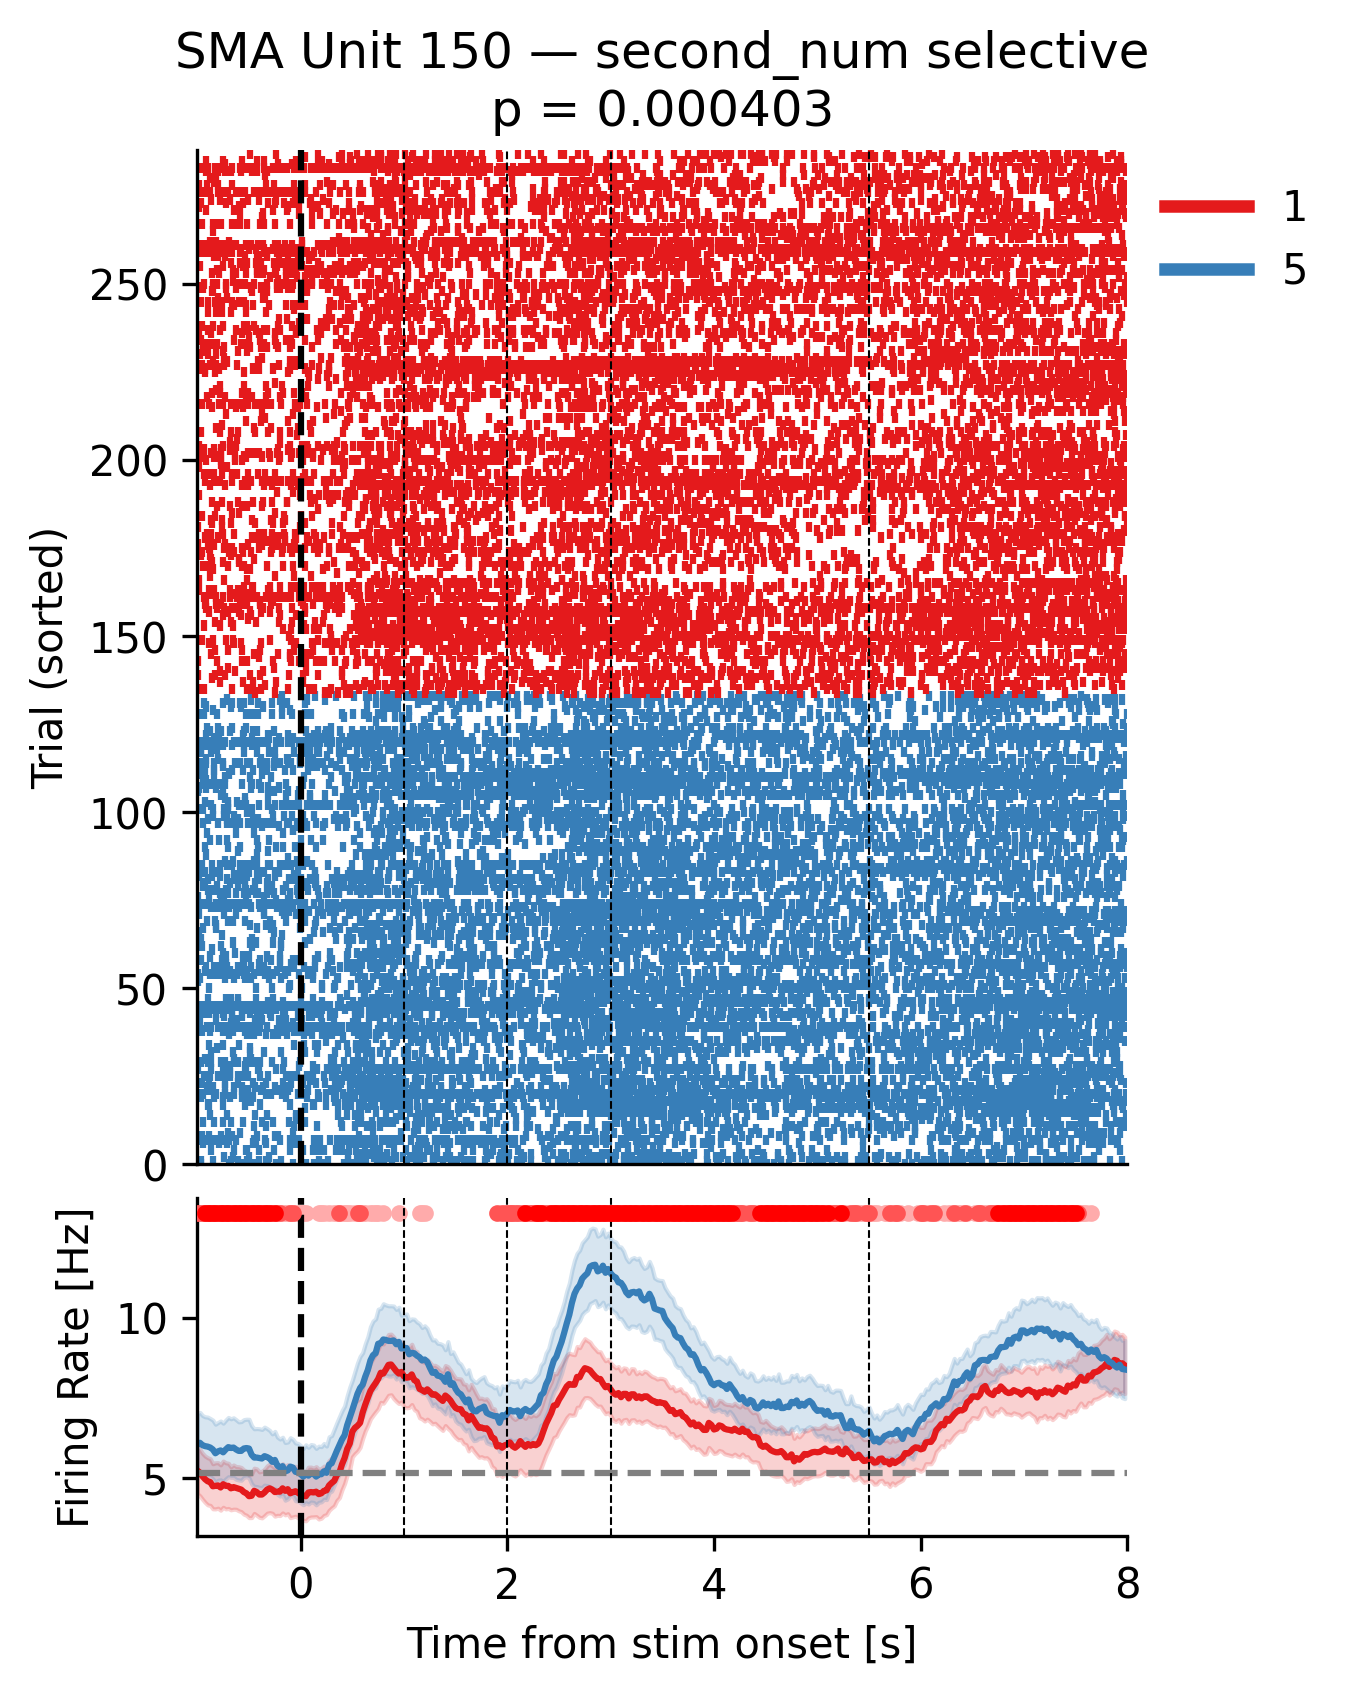 SMA Unit 150 — second_num selective
p = 0.000403
1
5
250
200
150
100
50
0
Trial (sorted)
10
5
Firing Rate [Hz]
0 2 4 6 8
Time from stim onset [s]